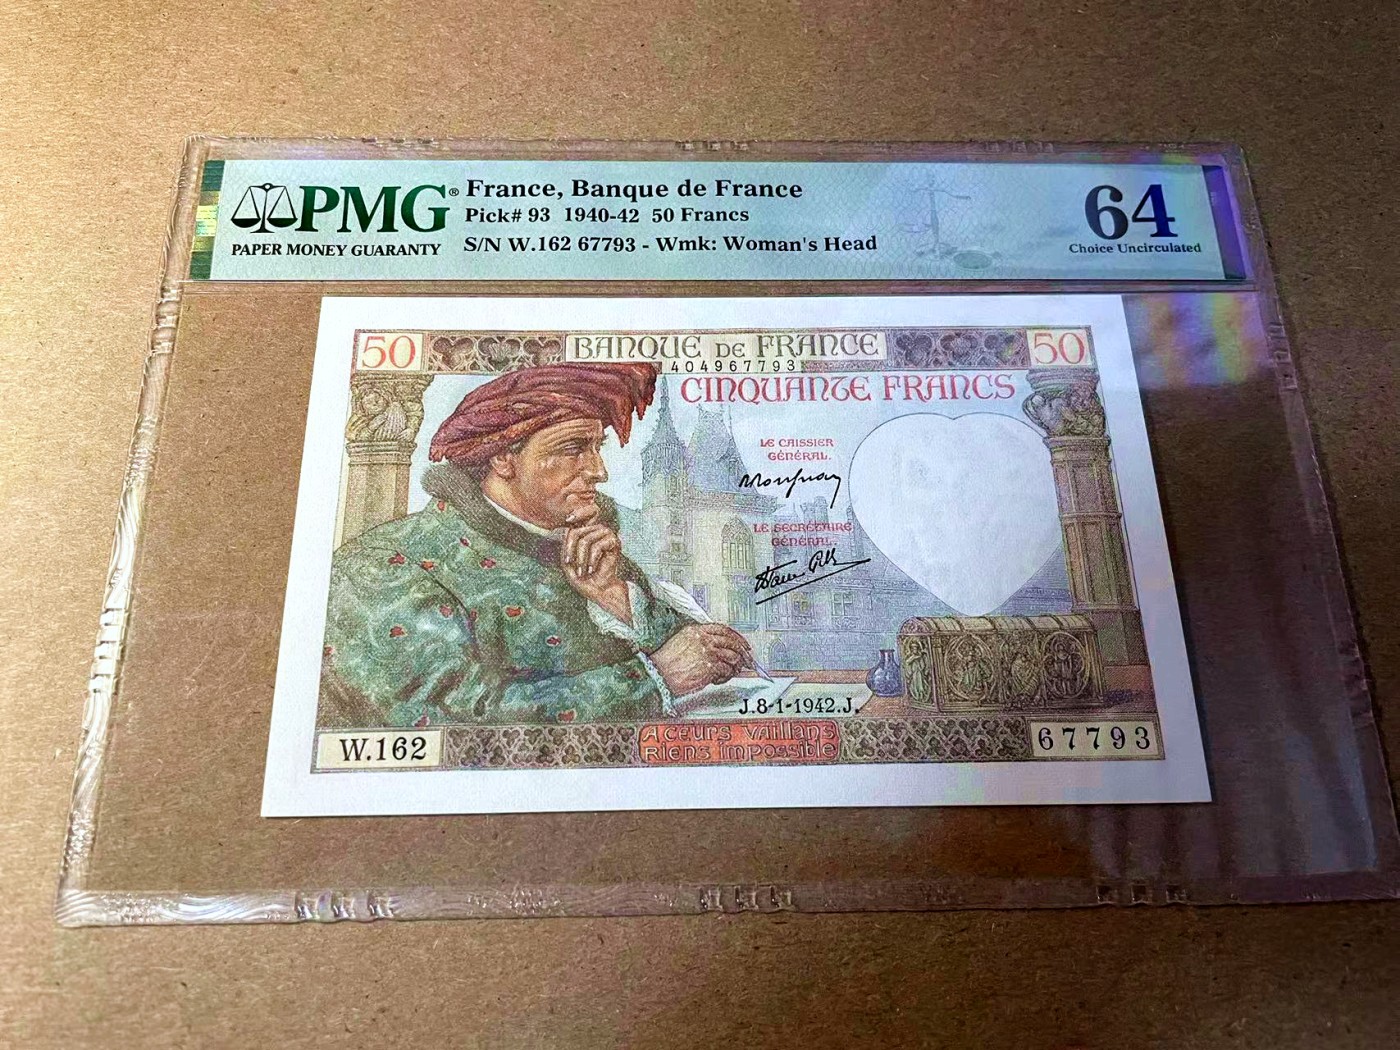 PMG®
PAPER MONEY GUARANTY
France, Banque de France
Pick# 93 1940-42 50 Francs
S/N W.162 67793 - Wmk: Woman's Head
64
Choice Uncirculated
50
BANQUE DE FRANCE
50
404967793
CINQUANTE FRANCS
LE CAISSIER
GÉNÉRAL.
LE SECRÉTAIRE
GÉNÉRAL.
J.8-1-1942.J.
W.162
A CŒURS VAILLANS
RIENS IMPOSSIBLE
67793